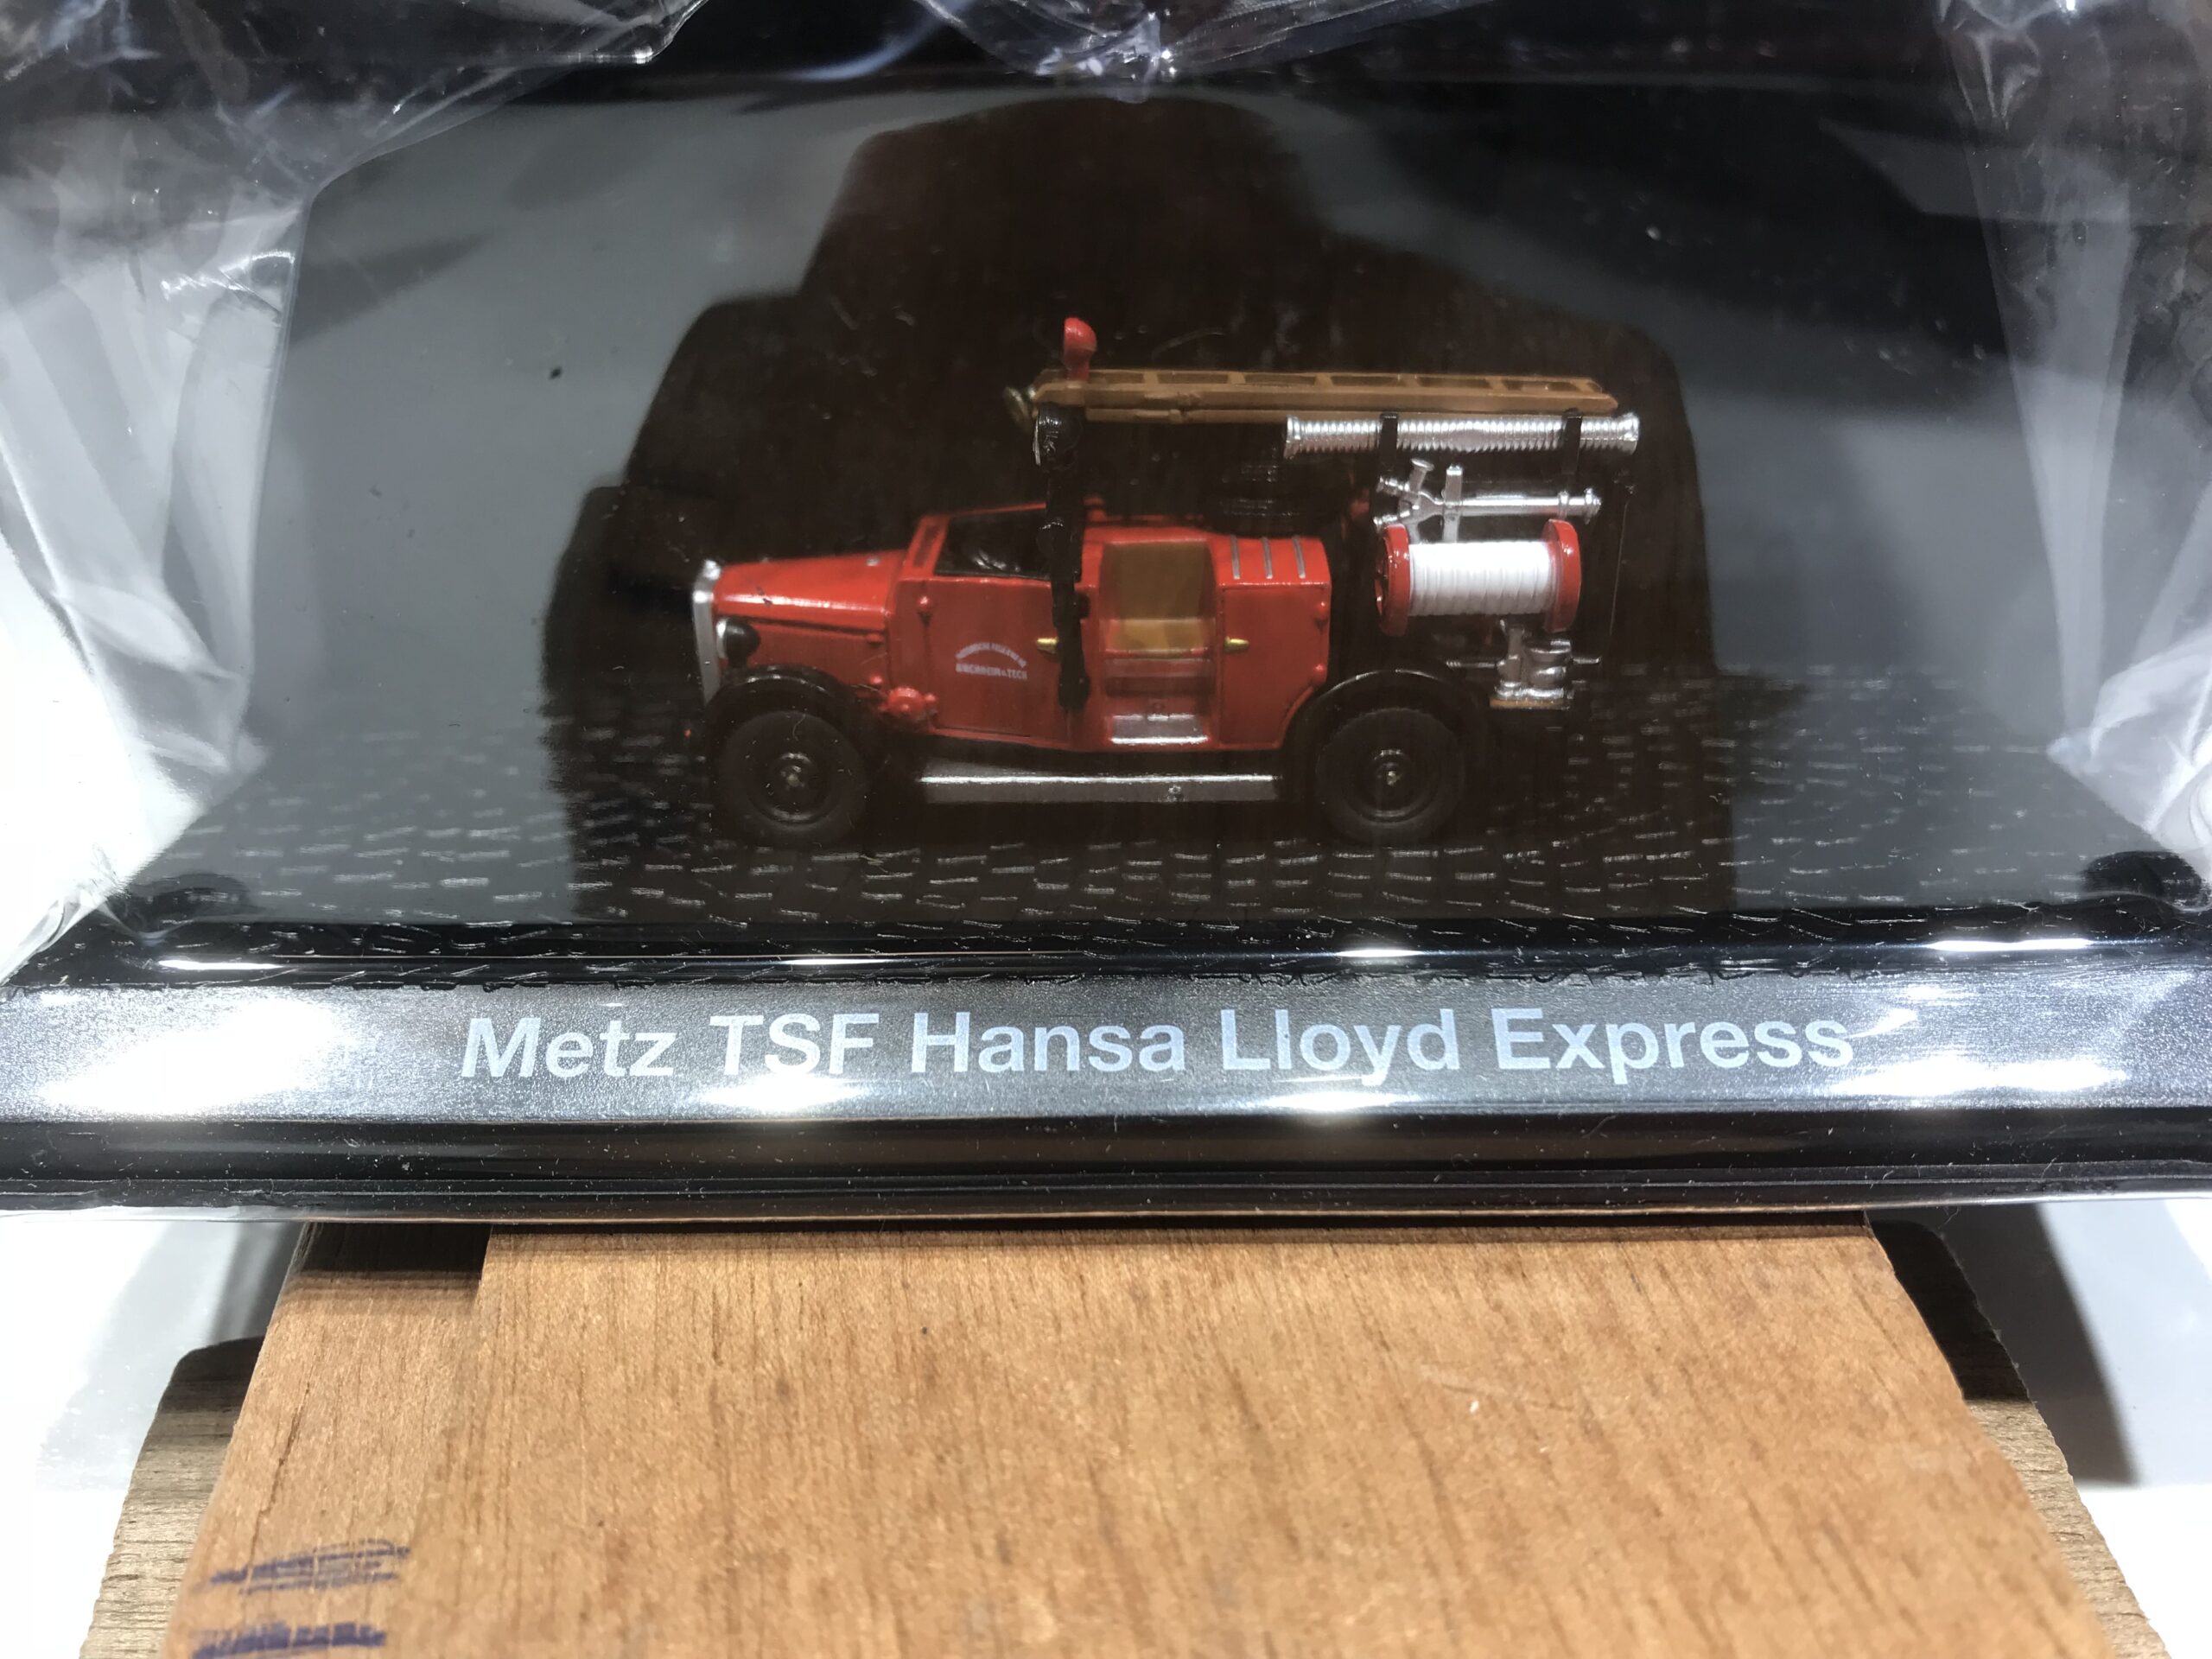 Metz TSF Hansa Lloyd Express